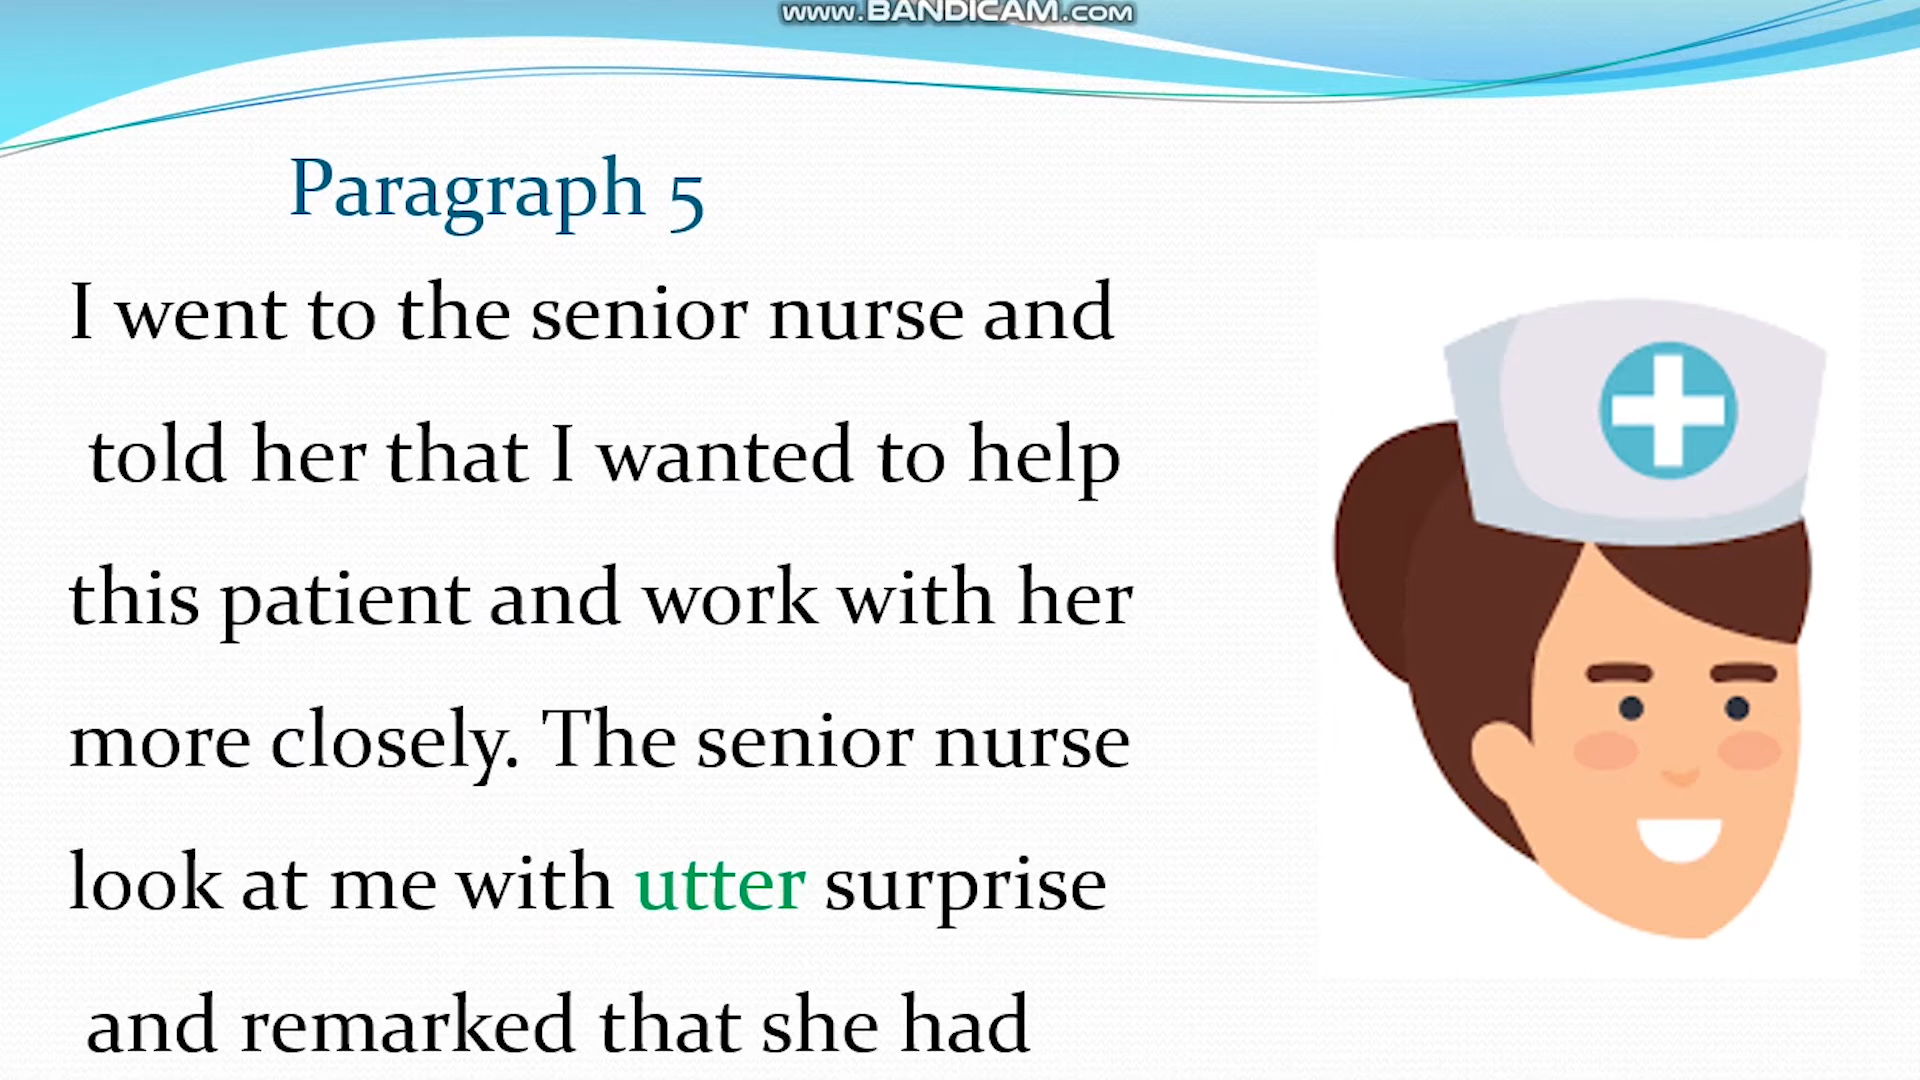 www.BANDICAM.com
Paragraph 5
I went to the senior nurse and
told her that I wanted to help
this patient and work with her
more closely. The senior nurse
look at me with utter surprise
and remarked that she had